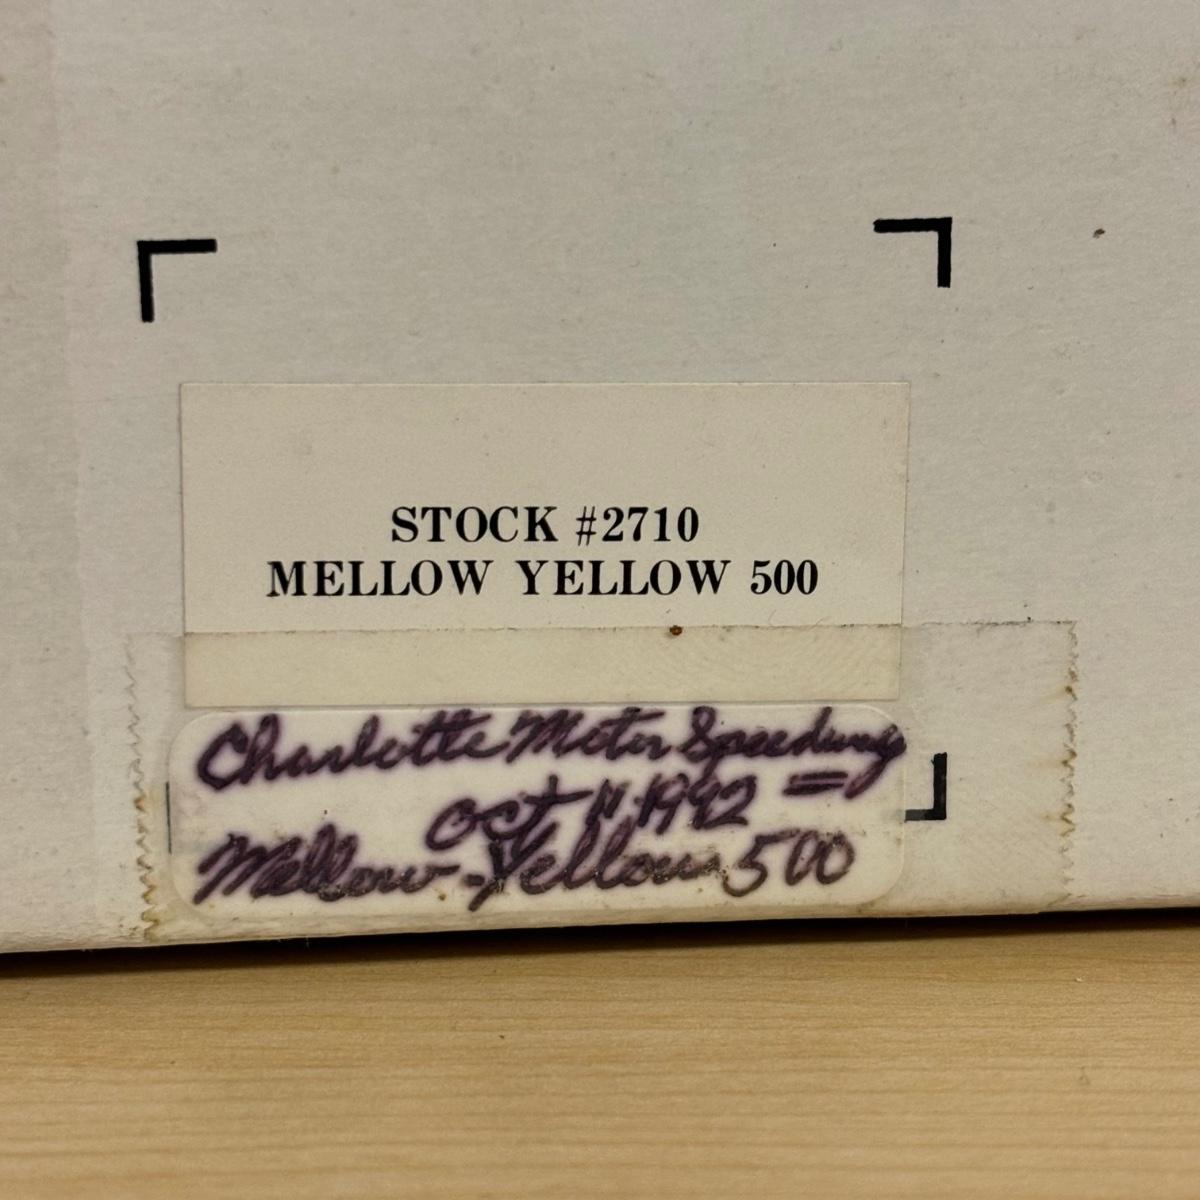 STOCK #2710
MELLOW YELLOW 500
Charlotte Motor Speedway
Oct 11, 1992
Mellow-Yellow 500